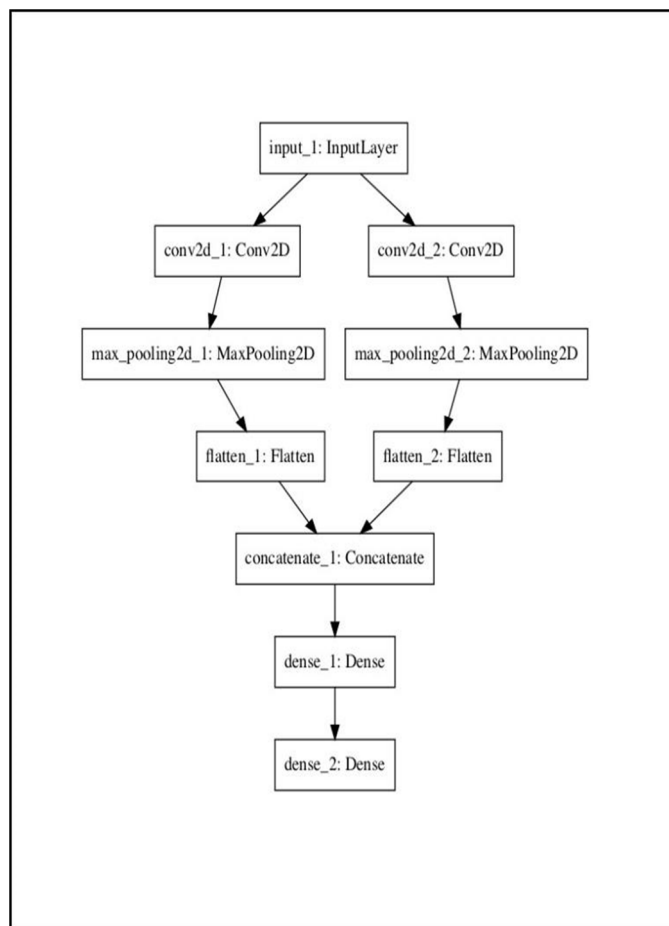 input_1: InputLayer
conv2d_1: Conv2D
conv2d_2: Conv2D
max_pooling2d_1: MaxPooling2D
max_pooling2d_2: MaxPooling2D
flatten_1: Flatten
flatten_2: Flatten
concatenate_1: Concatenate
dense_1: Dense
dense_2: Dense